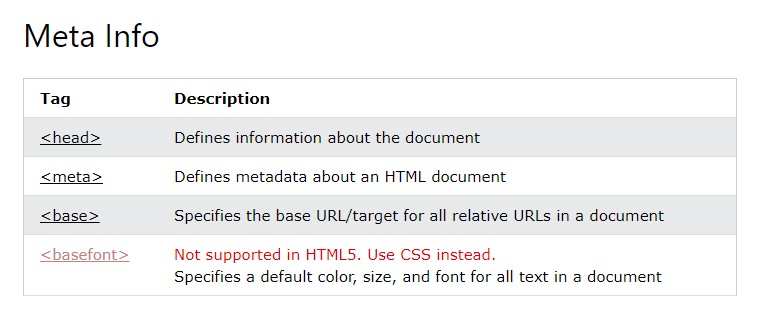 Meta Info
Tag Description
<head> Defines information about the document
<meta> Defines metadata about an HTML document
<base> Specifies the base URL/target for all relative URLs in a document
<basefont> Not supported in HTML5. Use CSS instead.
Specifies a default color, size, and font for all text in a document